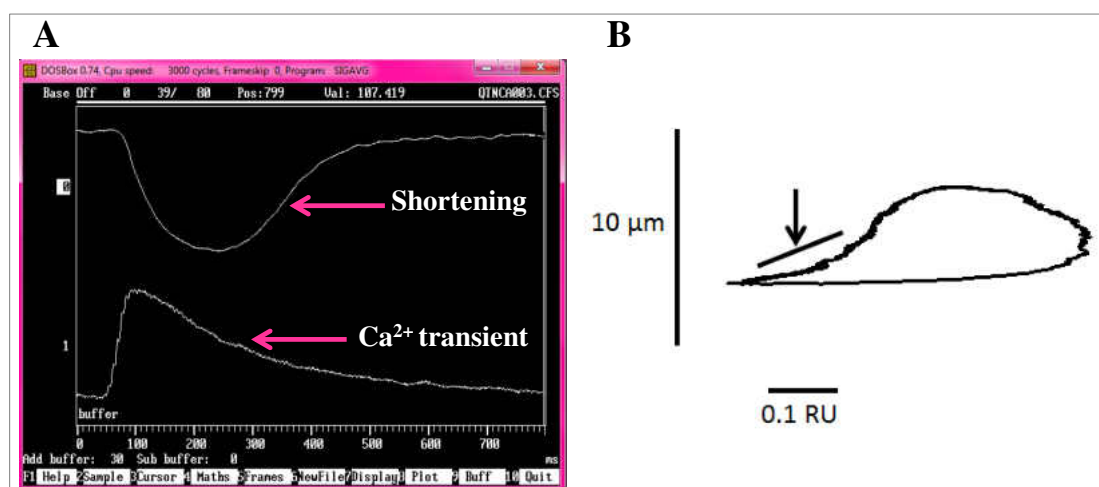 A
B
DOSBox 0.74, Cpu speed: 3000 cycles, Frameskip 0, Program: SIGAVG
Base Off 0 39/ 80 Pos:799 Val: 107.419 QTNCA003.CFS
0
Shortening
10 µm
Ca²⁺ transient
1
0.1 RU
buffer
0 100 200 300 400 500 600 700
Add buffer: 30 Sub buffer: 0 ms
F1 Help 2Sample 3Cursor 4 Maths 5Frames 6NewFile7Display8 Plot 9 Buff 10 Quit